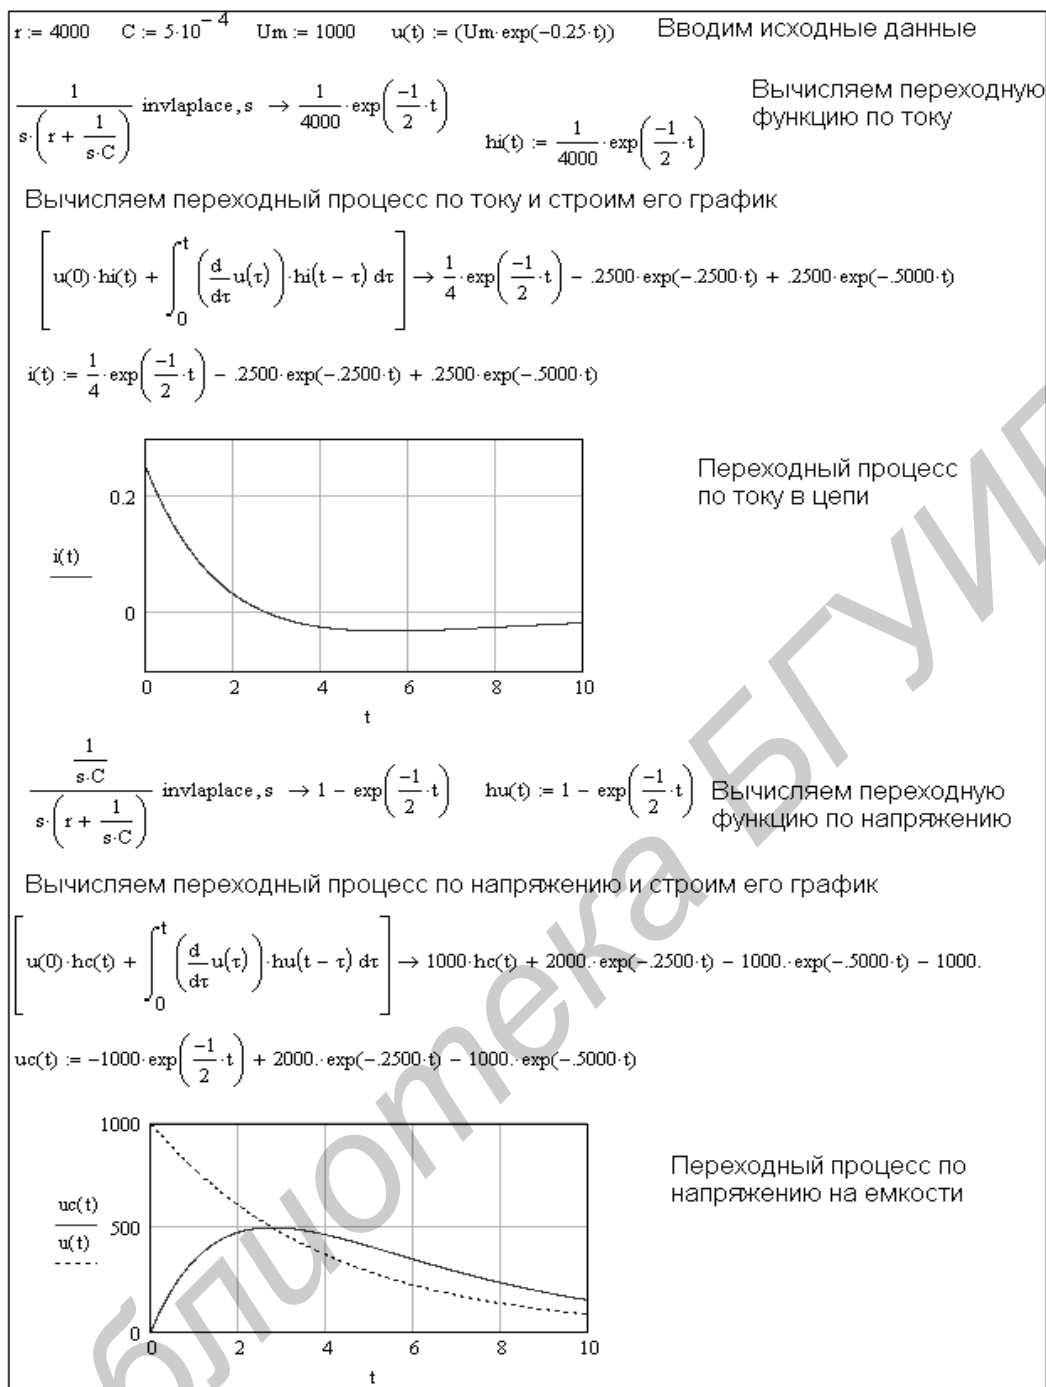 r := 4000 C := 5·10^-4 Um := 1000 u(t) := (Um·exp(-0.25·t)) Вводим исходные данные
1/(s·(r + 1/(s·C))) invlaplace,s → 1/4000·exp(-1/2·t) hi(t) := 1/4000·exp(-1/2·t) Вычисляем переходную
функцию по току
Вычисляем переходный процесс по току и строим его график
[u(0)·hi(t) + ∫0^t (d/dτ u(τ))·hi(t - τ) dτ] → 1/4·exp(-1/2·t) - .2500·exp(-.2500·t) + .2500·exp(-.5000·t)
i(t) := 1/4·exp(-1/2·t) - .2500·exp(-.2500·t) + .2500·exp(-.5000·t)
Переходный процесс
по току в цепи
0.2
i(t)
0
0 2 4 6 8 10
t
(1/(s·C))/(s·(r + 1/(s·C))) invlaplace,s → 1 - exp(-1/2·t) hu(t) := 1 - exp(-1/2·t) Вычисляем переходную
функцию по напряжению
Вычисляем переходный процесс по напряжению и строим его график
[u(0)·hc(t) + ∫0^t (d/dτ u(τ))·hu(t - τ) dτ] → 1000·hc(t) + 2000.·exp(-.2500·t) - 1000.·exp(-.5000·t) - 1000.
uc(t) := -1000·exp(-1/2·t) + 2000.·exp(-.2500·t) - 1000.·exp(-.5000·t)
1000
Переходный процесс по
напряжению на емкости
uc(t)
500
u(t)
0
0 2 4 6 8 10
t
блиотека БГУИР